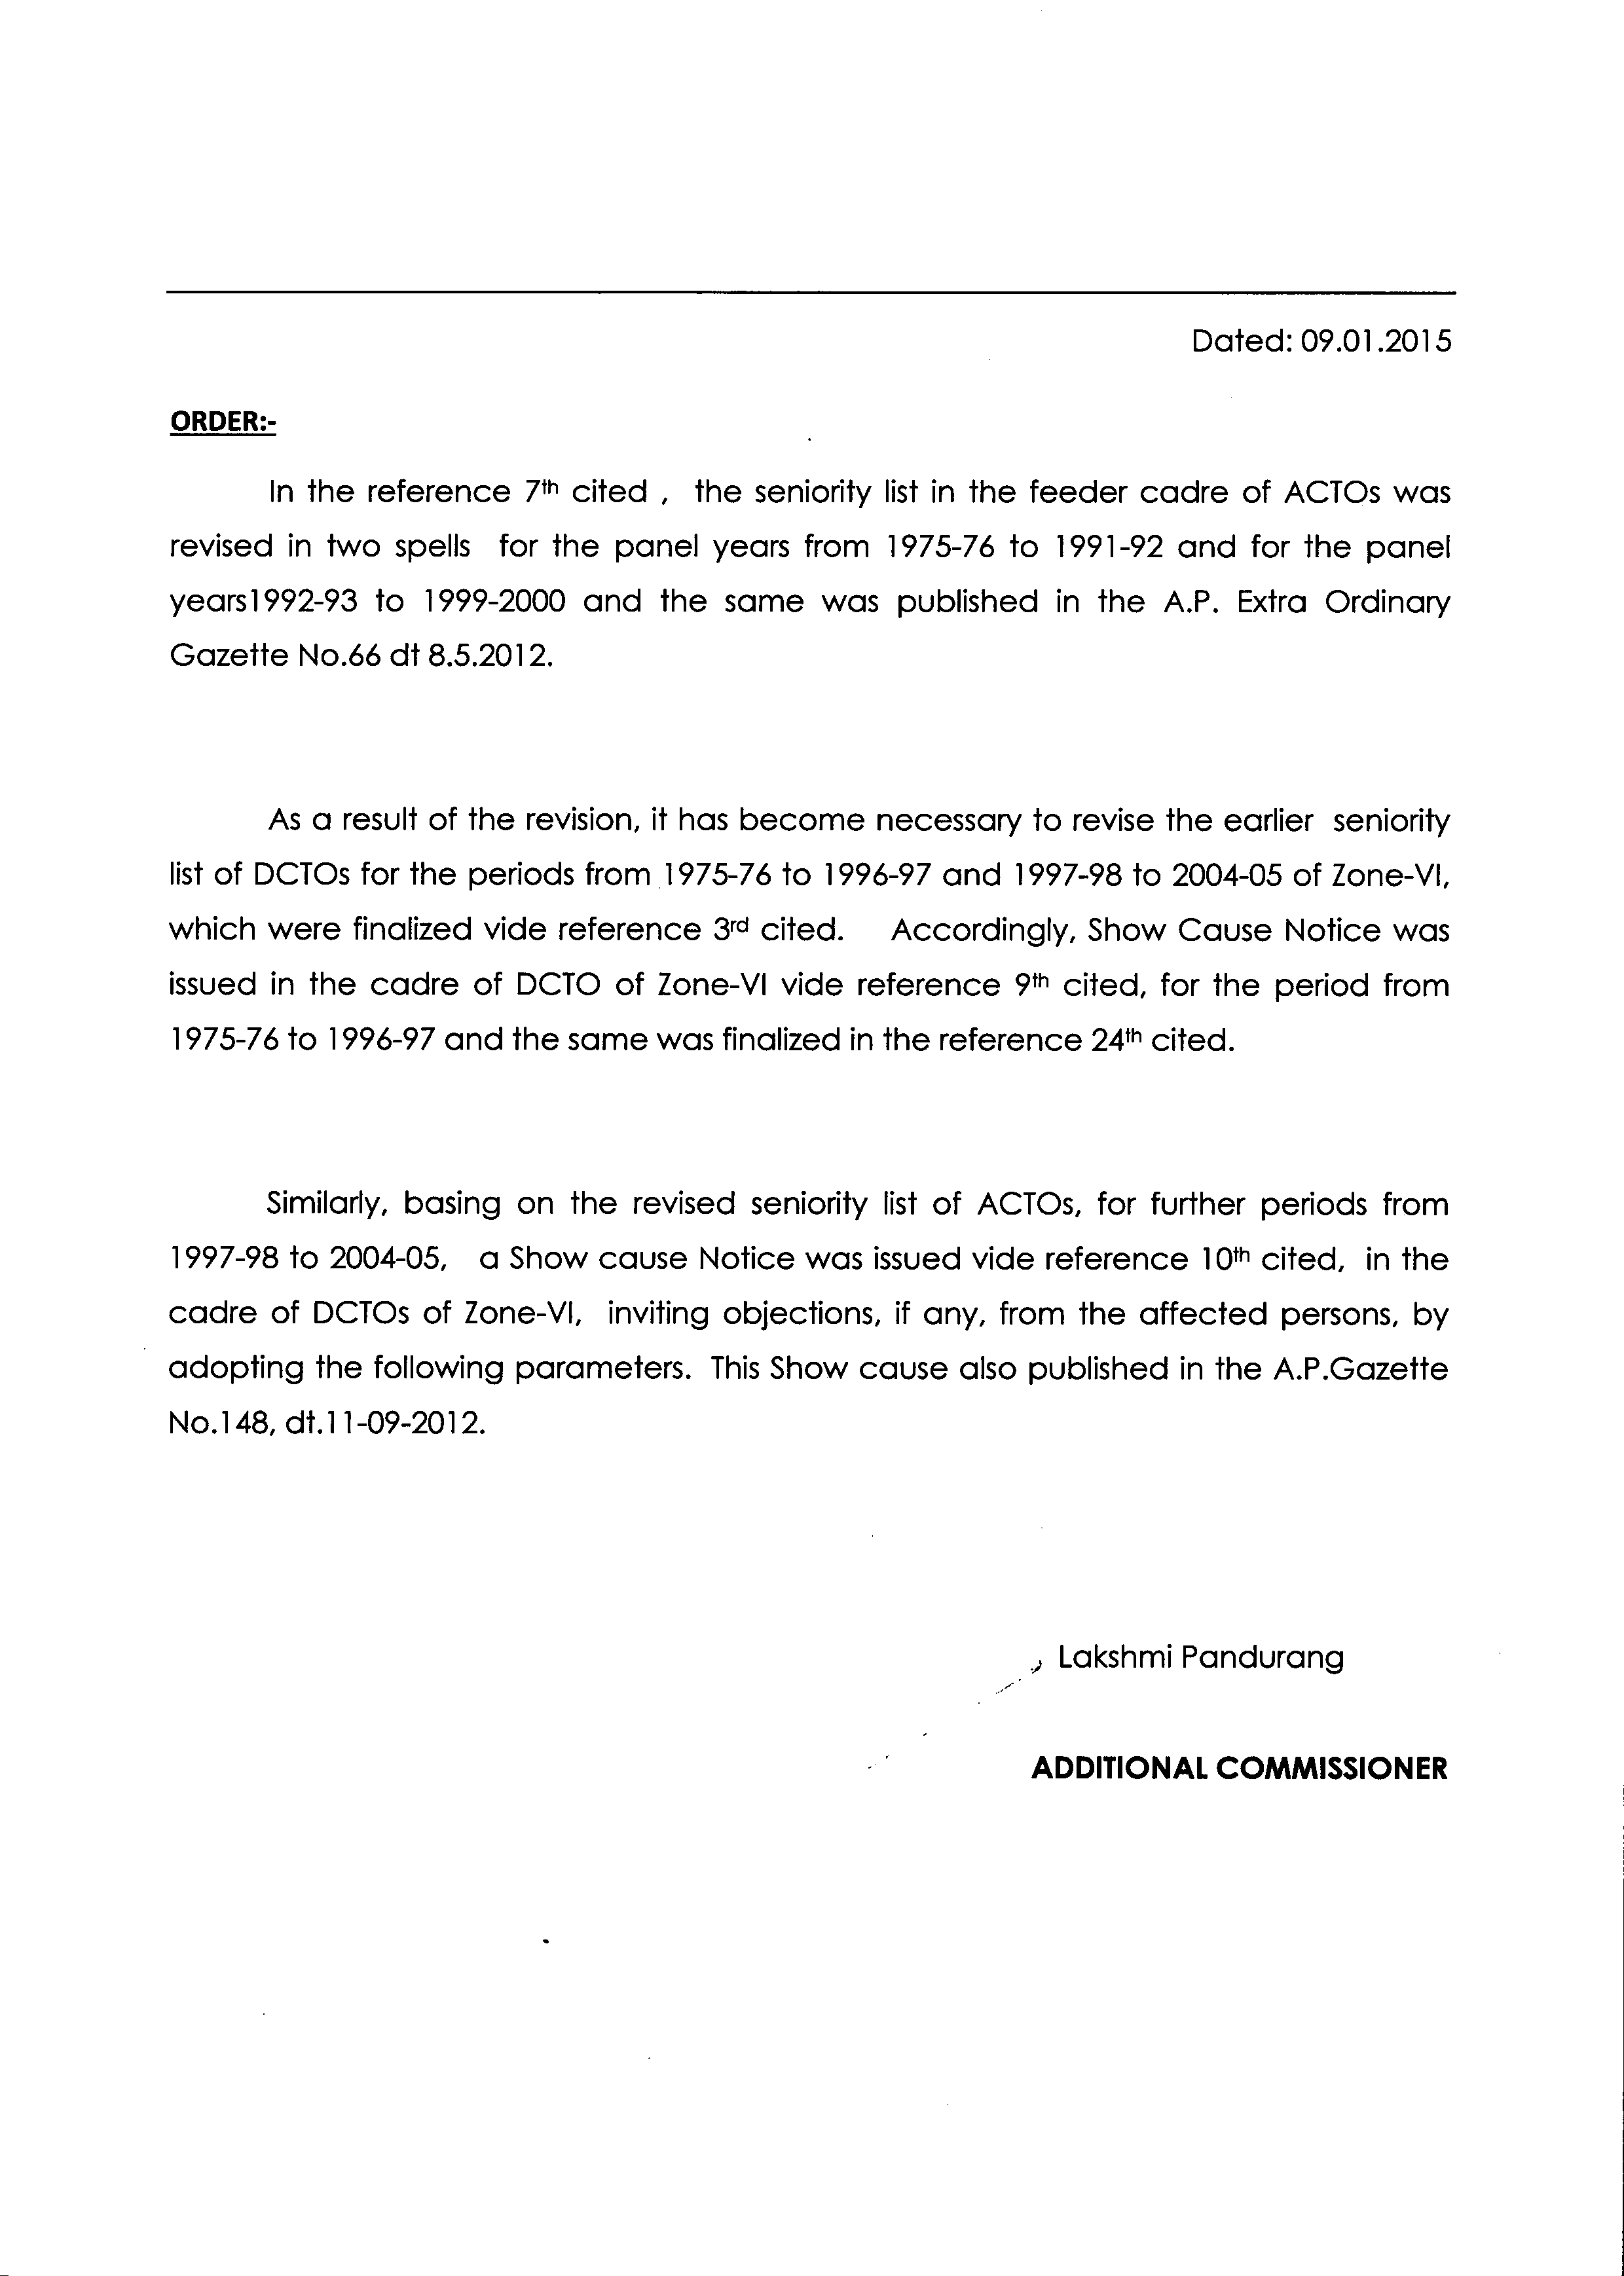 Dated: 09.01.2015
ORDER:-
In the reference 7th cited , the seniority list in the feeder cadre of ACTOs was
revised in two spells for the panel years from 1975-76 to 1991-92 and for the panel
years1992-93 to 1999-2000 and the same was published in the A.P. Extra Ordinary
Gazette No.66 dt 8.5.2012.
As a result of the revision, it has become necessary to revise the earlier seniority
list of DCTOs for the periods from 1975-76 to 1996-97 and 1997-98 to 2004-05 of Zone-VI,
which were finalized vide reference 3rd cited. Accordingly, Show Cause Notice was
issued in the cadre of DCTO of Zone-VI vide reference 9th cited, for the period from
1975-76 to 1996-97 and the same was finalized in the reference 24th cited.
Similarly, basing on the revised seniority list of ACTOs, for further periods from
1997-98 to 2004-05, a Show cause Notice was issued vide reference 10th cited, in the
cadre of DCTOs of Zone-VI, inviting objections, if any, from the affected persons, by
adopting the following parameters. This Show cause also published in the A.P.Gazette
No.148, dt.11-09-2012.
Lakshmi Pandurang
ADDITIONAL COMMISSIONER